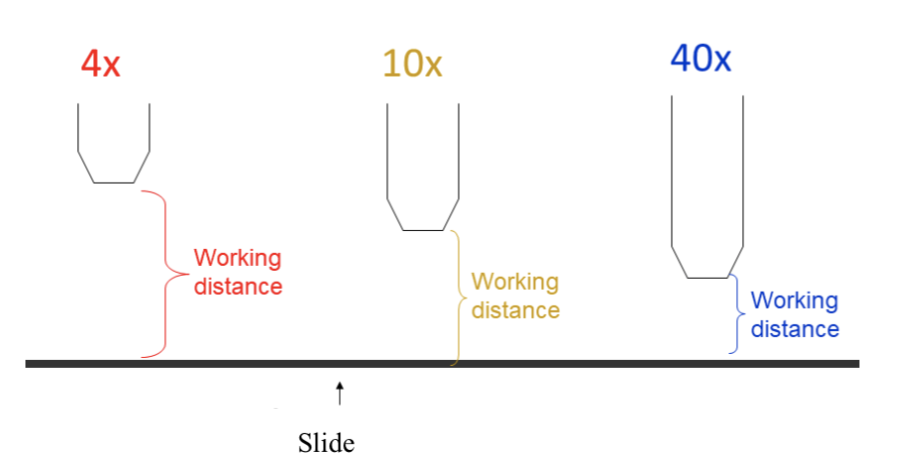 4x
10x
40x
Working
distance
Working
distance
Working
distance
Slide